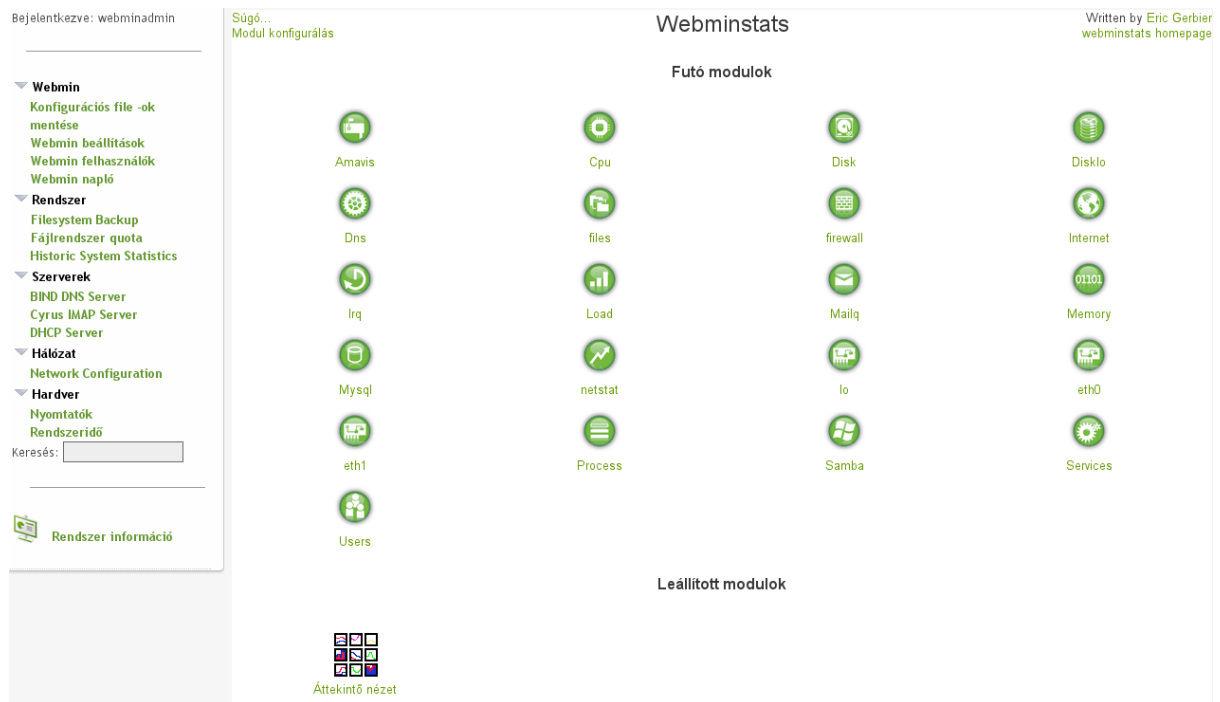 Bejelentkezve: webminadmin
Webmin
Konfigurációs file -ok
mentése
Webmin beállítások
Webmin felhasználók
Webmin napló
Rendszer
Filesystem Backup
Fájlrendszer quota
Historic System Statistics
Szerverek
BIND DNS Server
Cyrus IMAP Server
DHCP Server
Hálózat
Network Configuration
Hardver
Nyomtatók
Rendszeridő
Keresés:
Rendszer információ
Súgó...
Modul konfigurálás
Webminstats
Written by Eric Gerbier
webminstats homepage
Futó modulok
Amavis
Cpu
Disk
DiskIo
Dns
files
firewall
Internet
Irq
Load
Mailq
01101
Memory
Mysql
netstat
lo
eth0
eth1
Process
Samba
Services
Users
Leállított modulok
Áttekintő nézet